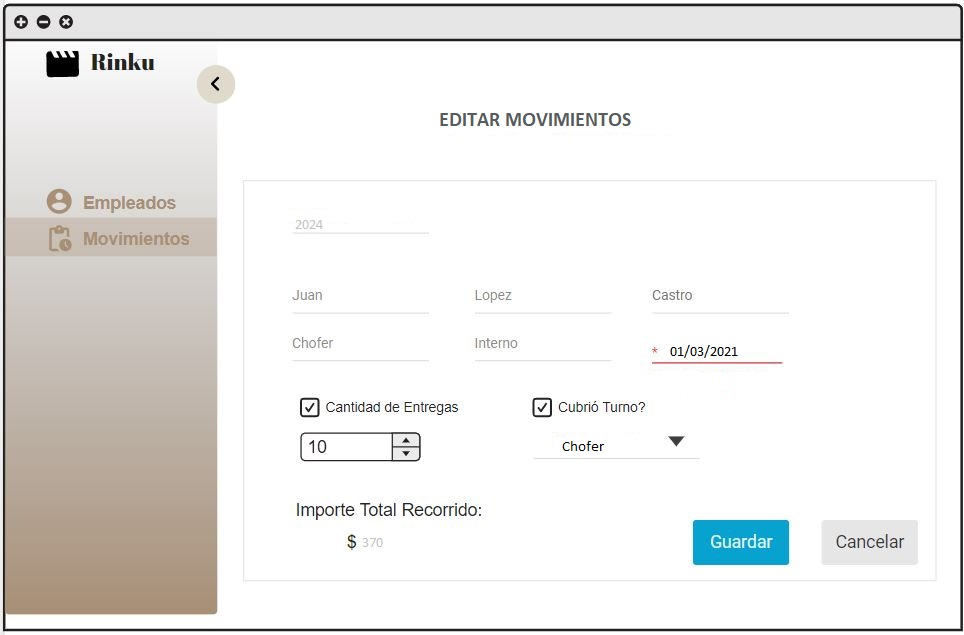 Rinku
EDITAR MOVIMIENTOS
Empleados
Movimientos
2024
Juan Lopez Castro
Chofer Interno * 01/03/2021
Cantidad de Entregas Cubrió Turno?
10 Chofer
Importe Total Recorrido:
$ 370
Guardar Cancelar